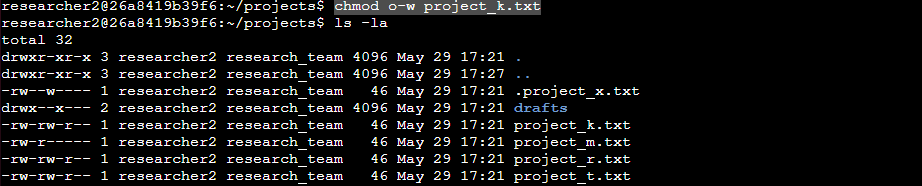 researcher2@26a8419b39f6:~/projects$ chmod o-w project_k.txt
researcher2@26a8419b39f6:~/projects$ ls -la
total 32
drwxr-xr-x 3 researcher2 research_team 4096 May 29 17:21 .
drwxr-xr-x 3 researcher2 research_team 4096 May 29 17:27 ..
-rw--w---- 1 researcher2 research_team   46 May 29 17:21 .project_x.txt
drwx--x--- 2 researcher2 research_team 4096 May 29 17:21 drafts
-rw-rw-r-- 1 researcher2 research_team   46 May 29 17:21 project_k.txt
-rw-r----- 1 researcher2 research_team   46 May 29 17:21 project_m.txt
-rw-rw-r-- 1 researcher2 research_team   46 May 29 17:21 project_r.txt
-rw-rw-r-- 1 researcher2 research_team   46 May 29 17:21 project_t.txt